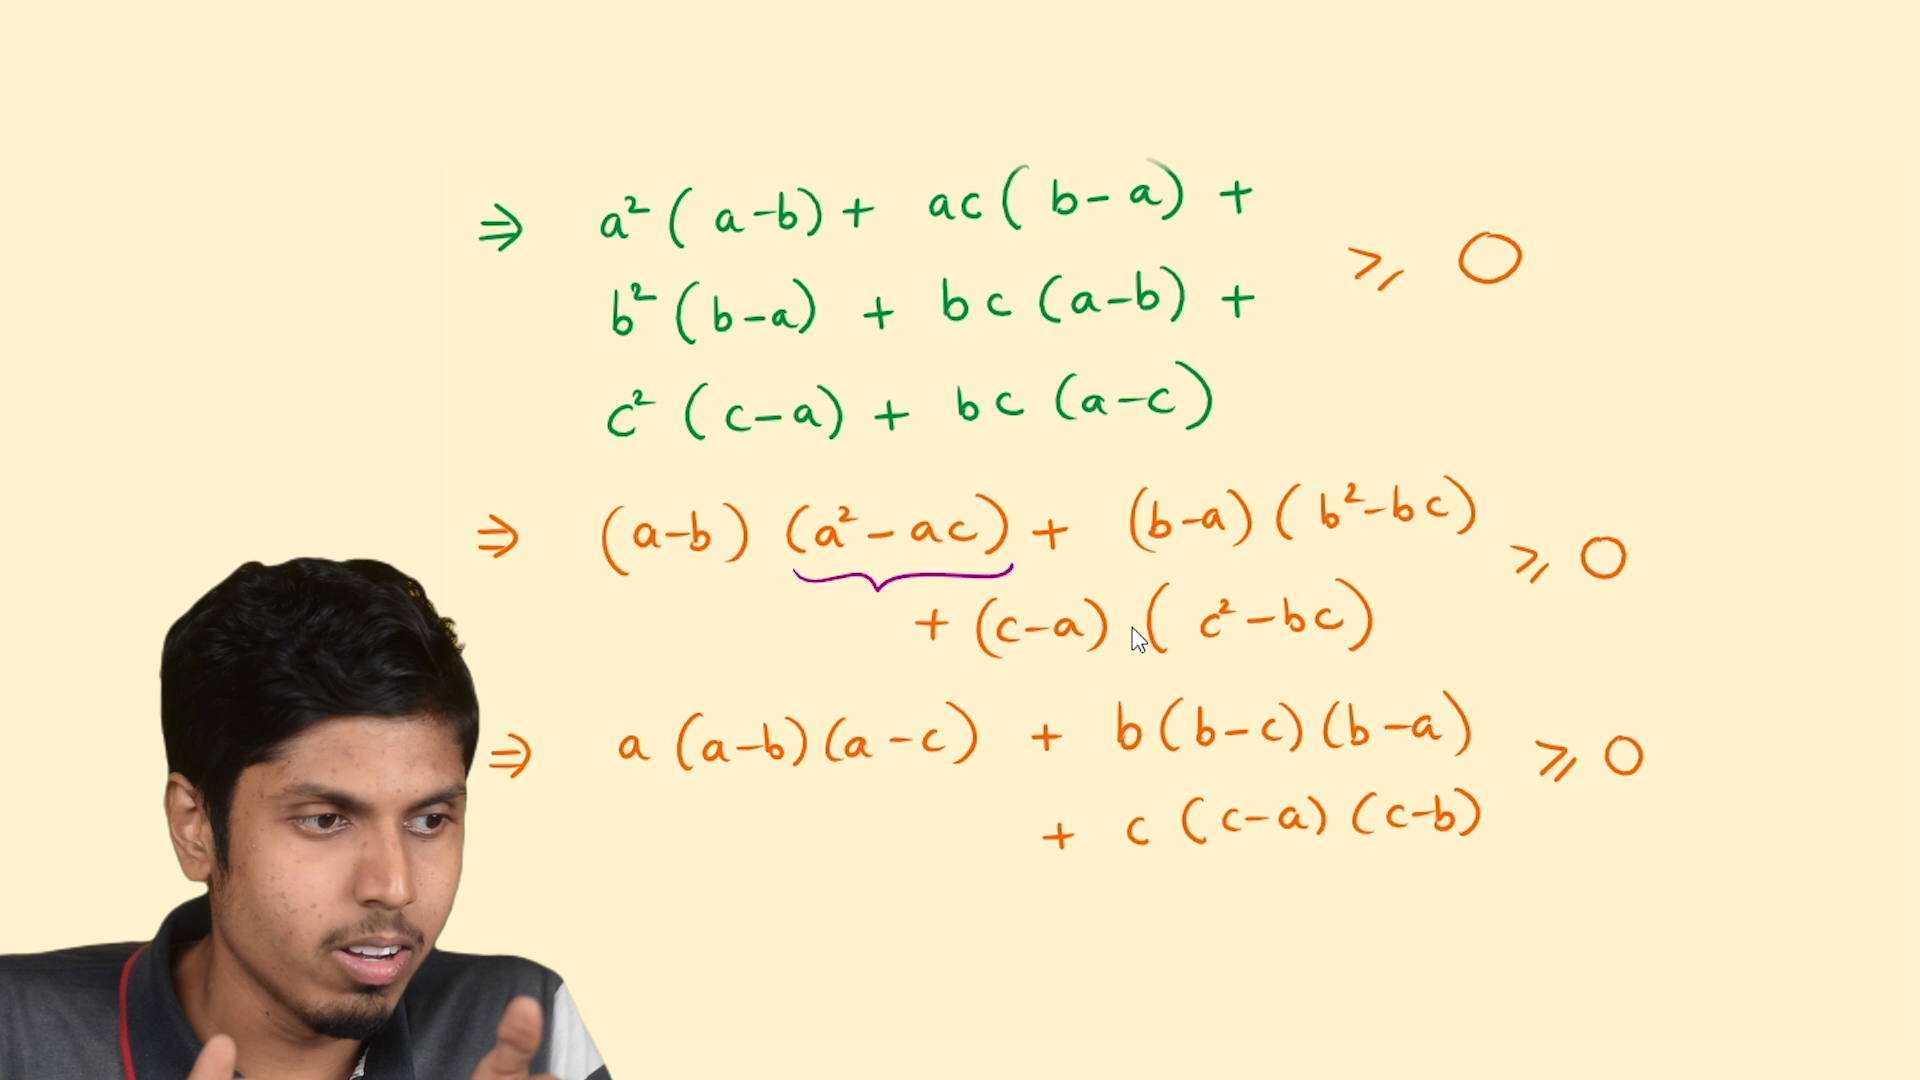 ⇒ a² (a-b) + ac (b-a) +
b² (b-a) + bc (a-b) + ⩾ 0
c² (c-a) + bc (a-c)
⇒ (a-b) (a² - ac) + (b-a) (b² - bc) ⩾ 0
+ (c-a) (c² - bc)
⇒ a (a-b) (a-c) + b (b-c) (b-a) ⩾ 0
+ c (c-a) (c-b)